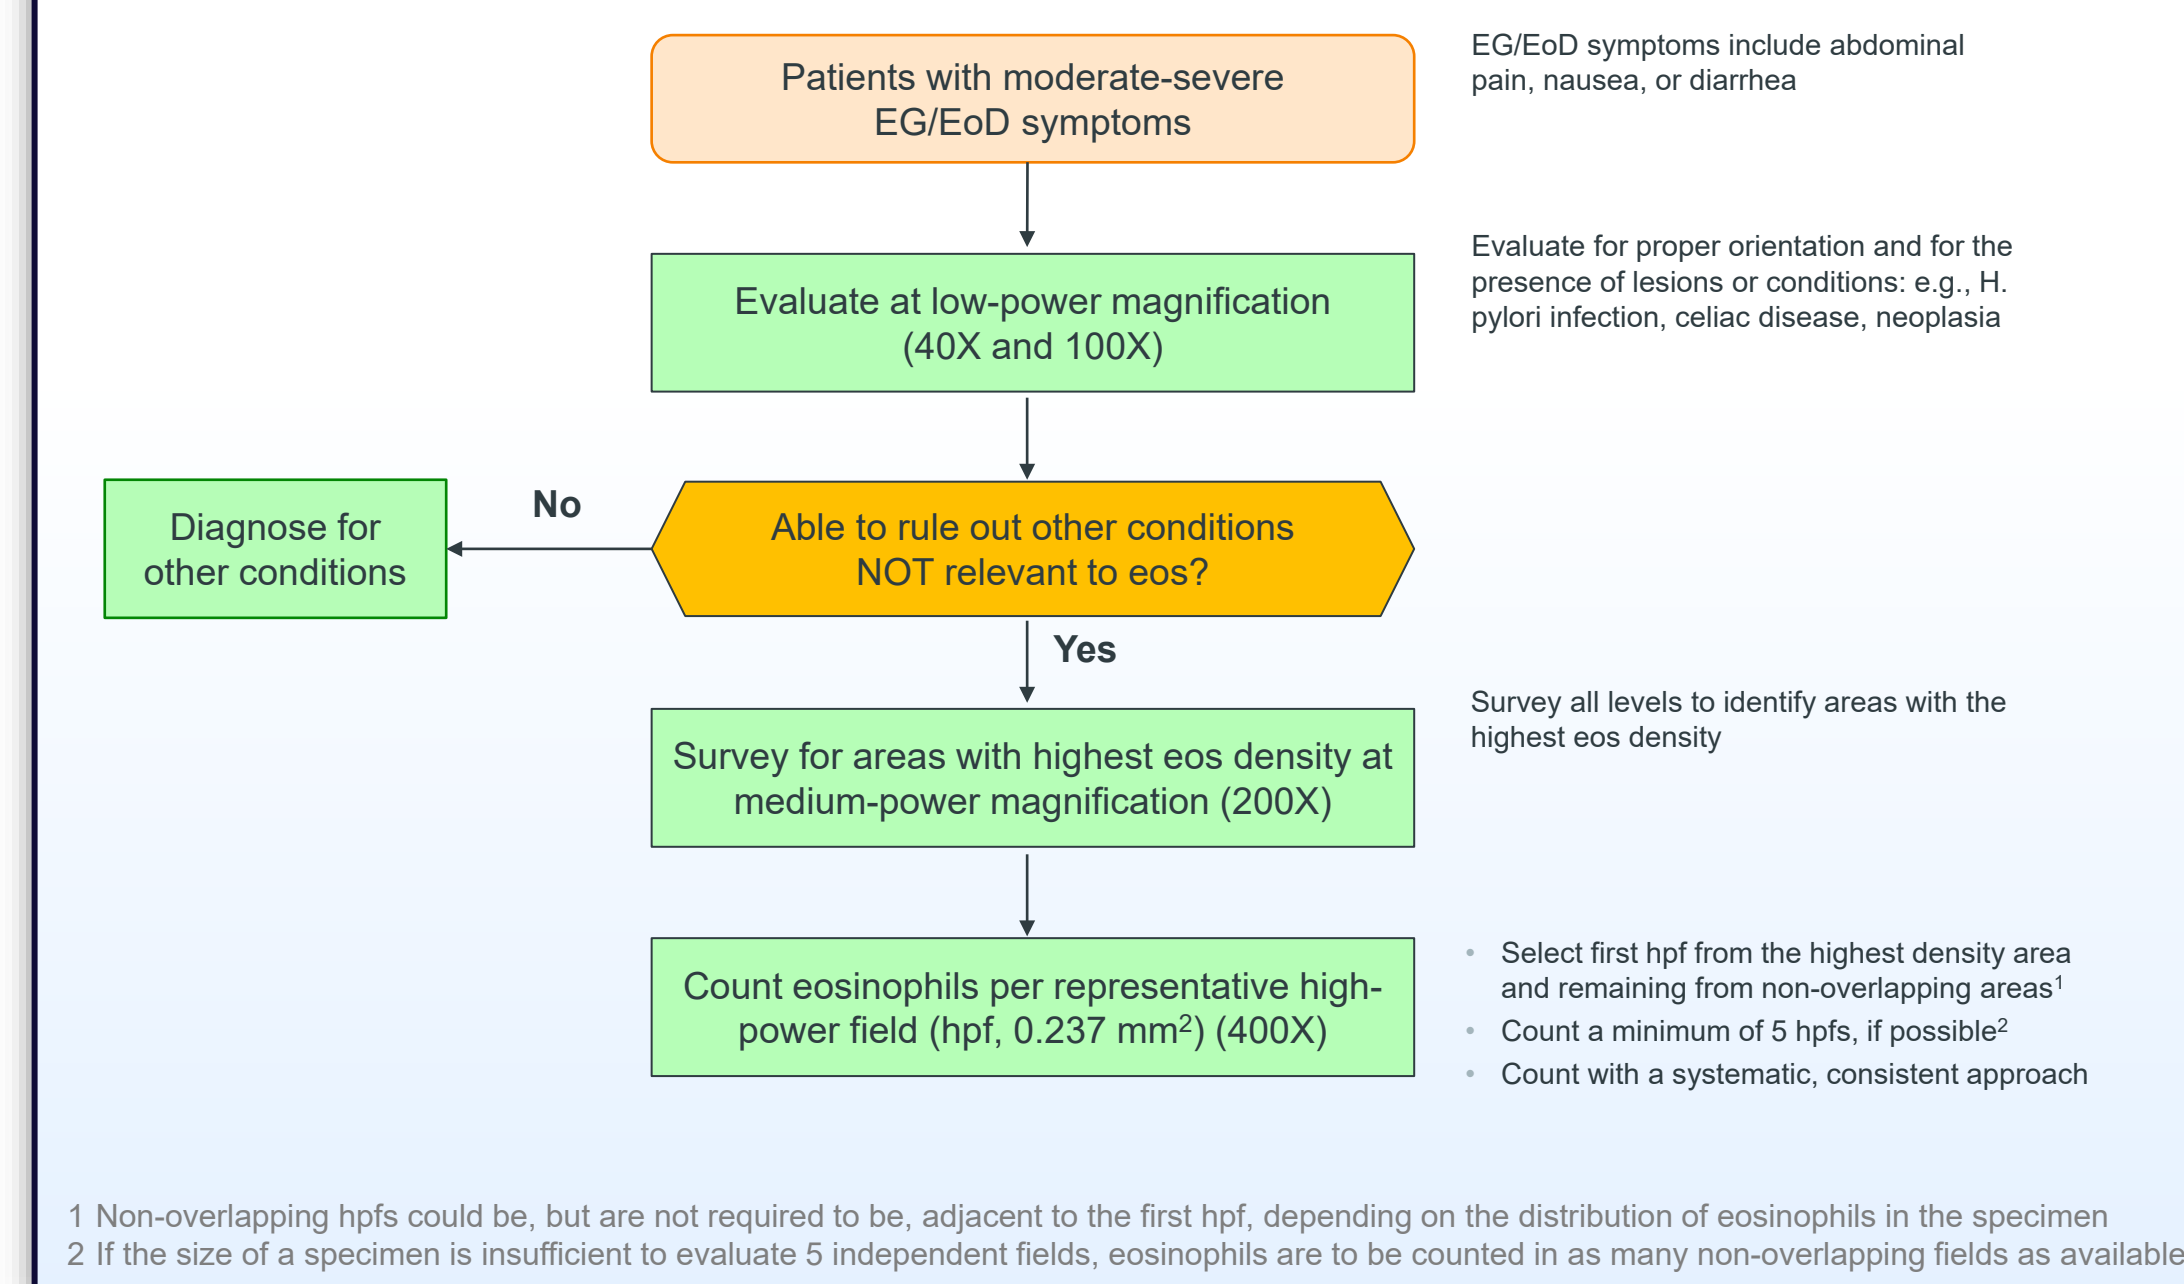 Patients with moderate-severe
EG/EoD symptoms
EG/EoD symptoms include abdominal
pain, nausea, or diarrhea
Evaluate at low-power magnification
(40X and 100X)
Evaluate for proper orientation and for the
presence of lesions or conditions: e.g., H.
pylori infection, celiac disease, neoplasia
Able to rule out other conditions
NOT relevant to eos?
No
Diagnose for
other conditions
Yes
Survey for areas with highest eos density at
medium-power magnification (200X)
Survey all levels to identify areas with the
highest eos density
Count eosinophils per representative high-
power field (hpf, 0.237 mm²) (400X)
• Select first hpf from the highest density area
and remaining from non-overlapping areas¹
• Count a minimum of 5 hpfs, if possible²
• Count with a systematic, consistent approach
1 Non-overlapping hpfs could be, but are not required to be, adjacent to the first hpf, depending on the distribution of eosinophils in the specimen
2 If the size of a specimen is insufficient to evaluate 5 independent fields, eosinophils are to be counted in as many non-overlapping fields as available